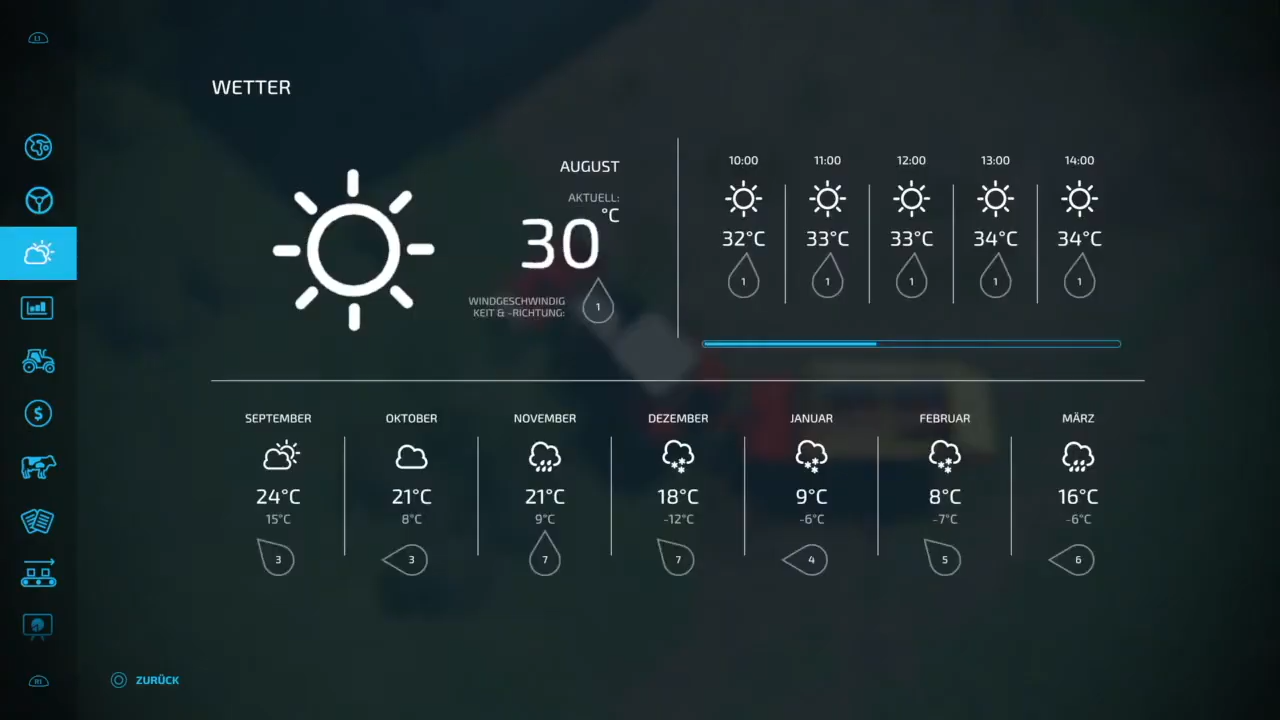 L1
WETTER
AUGUST
AKTUELL:
30 °C
WINDGESCHWINDIG
KEIT & -RICHTUNG:
1
10:00 11:00 12:00 13:00 14:00
32°C 33°C 33°C 34°C 34°C
1 1 1 1 1
SEPTEMBER OKTOBER NOVEMBER DEZEMBER JANUAR FEBRUAR MÄRZ
24°C 21°C 21°C 18°C 9°C 8°C 16°C
15°C 8°C 9°C -12°C -6°C -7°C -6°C
3 3 7 7 4 5 6
$
R1
ZURÜCK